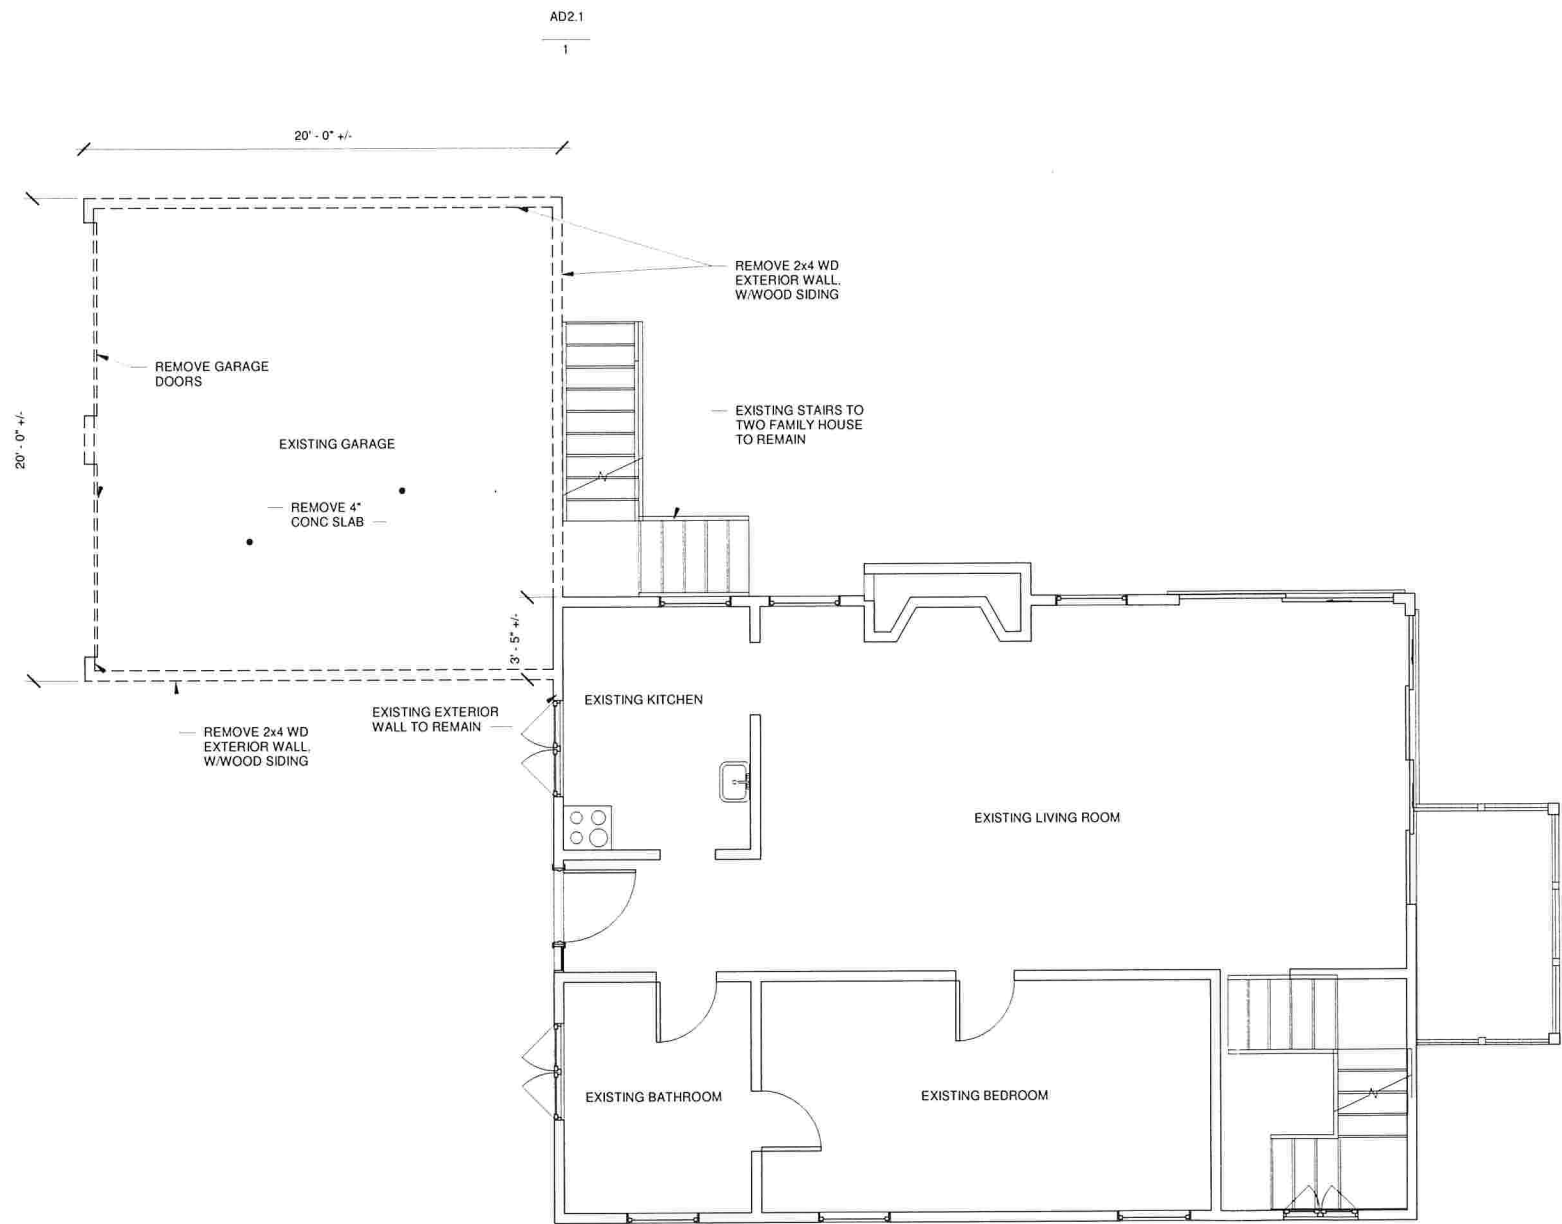 AD2.1
1
20' - 0" +/-
20' - 0" +/-
REMOVE 2x4 WD
EXTERIOR WALL,
W/WOOD SIDING
REMOVE GARAGE
DOORS
EXISTING STAIRS TO
TWO FAMILY HOUSE
TO REMAIN
EXISTING GARAGE
REMOVE 4"
CONC SLAB
3' - 5" +/-
EXISTING KITCHEN
EXISTING EXTERIOR
WALL TO REMAIN
REMOVE 2x4 WD
EXTERIOR WALL,
W/WOOD SIDING
EXISTING LIVING ROOM
EXISTING BATHROOM
EXISTING BEDROOM